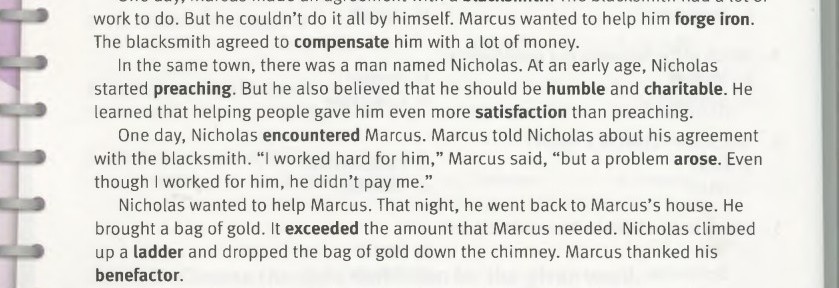 One day, Marcus made an agreement with a blacksmith. The blacksmith had a lot of
work to do. But he couldn't do it all by himself. Marcus wanted to help him forge iron.
The blacksmith agreed to compensate him with a lot of money.
In the same town, there was a man named Nicholas. At an early age, Nicholas
started preaching. But he also believed that he should be humble and charitable. He
learned that helping people gave him even more satisfaction than preaching.
One day, Nicholas encountered Marcus. Marcus told Nicholas about his agreement
with the blacksmith. “I worked hard for him,” Marcus said, “but a problem arose. Even
though I worked for him, he didn't pay me.”
Nicholas wanted to help Marcus. That night, he went back to Marcus's house. He
brought a bag of gold. It exceeded the amount that Marcus needed. Nicholas climbed
up a ladder and dropped the bag of gold down the chimney. Marcus thanked his
benefactor.